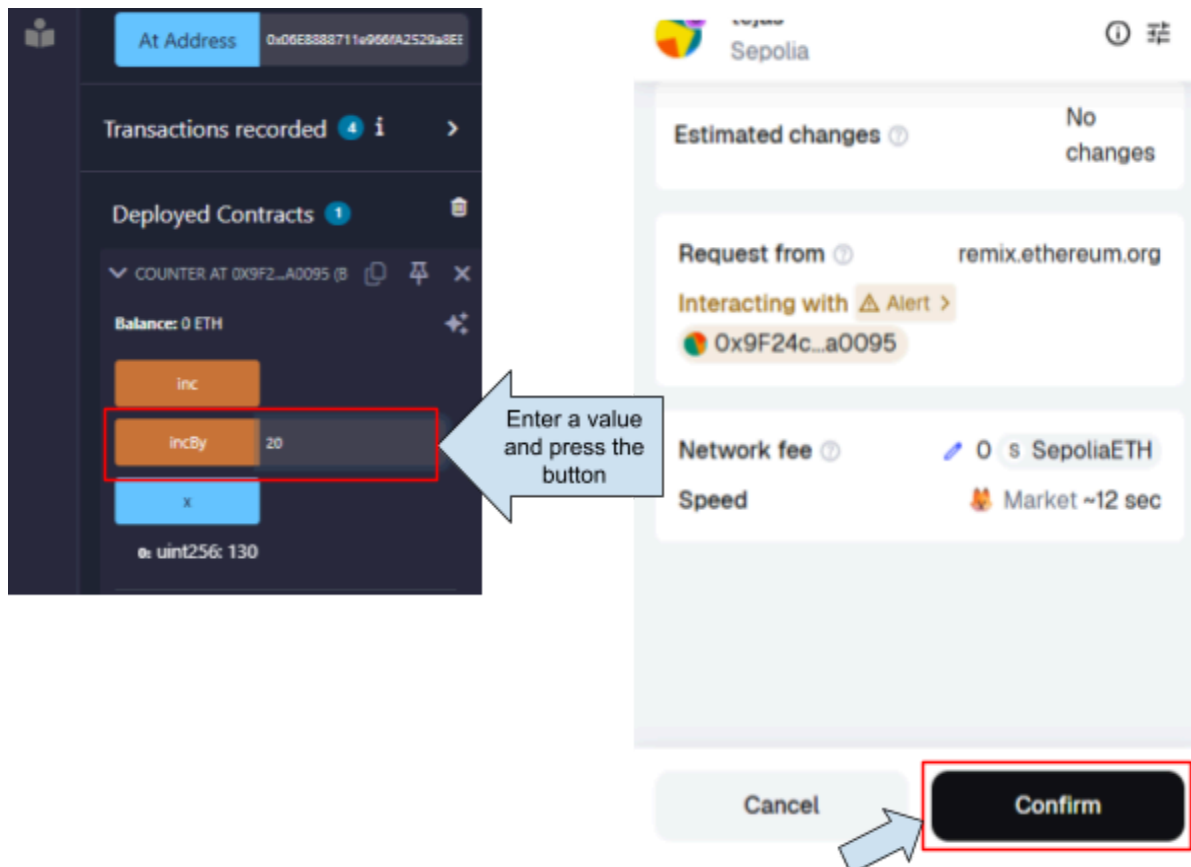 At Address 0x06E8888711e966fA2529a8EE
Transactions recorded 4 i
Deployed Contracts 1
COUNTER AT 0X9F2...A0095 (B
Balance: 0 ETH
inc
incBy 20
x
0: uint256: 130
Enter a value
and press the
button
tejas
Sepolia
Estimated changes
No
changes
Request from remix.ethereum.org
Interacting with Alert >
0x9F24c...a0095
Network fee 0 S SepoliaETH
Speed Market ~12 sec
Cancel
Confirm